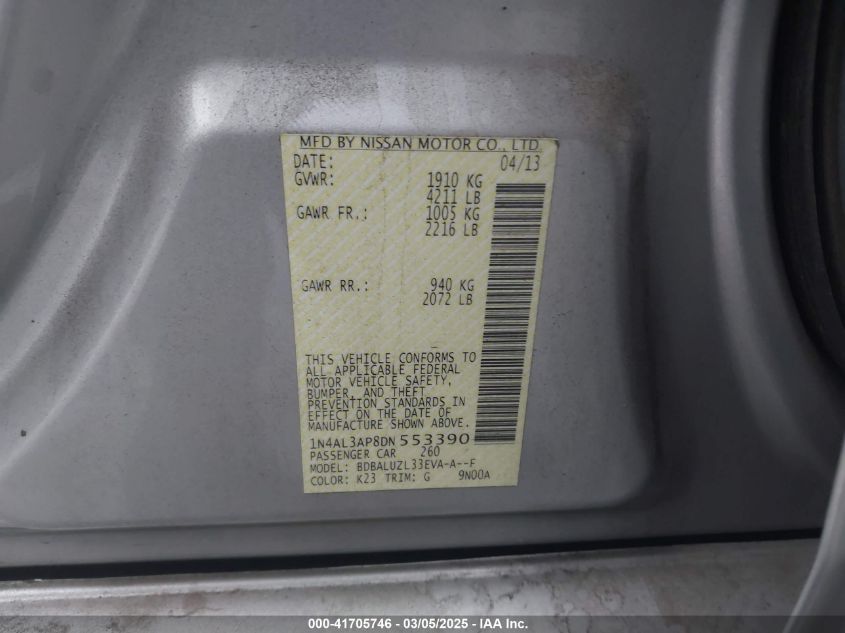 MFD BY NISSAN MOTOR CO., LTD.
DATE: 04/13
GVWR: 1910 KG
4211 LB
GAWR FR.: 1005 KG
2216 LB
GAWR RR.: 940 KG
2072 LB
THIS VEHICLE CONFORMS TO
ALL APPLICABLE FEDERAL
MOTOR VEHICLE SAFETY,
BUMPER, AND THEFT
PREVENTION STANDARDS IN
EFFECT ON THE DATE OF
MANUFACTURE SHOWN ABOVE.
1N4AL3AP8DN 553390
PASSENGER CAR 260
MODEL: BDBALUZL33EVA-A--F
COLOR: K23 TRIM: G 9N00A
000-41705746 | 03/05/2025 - IAA Inc.